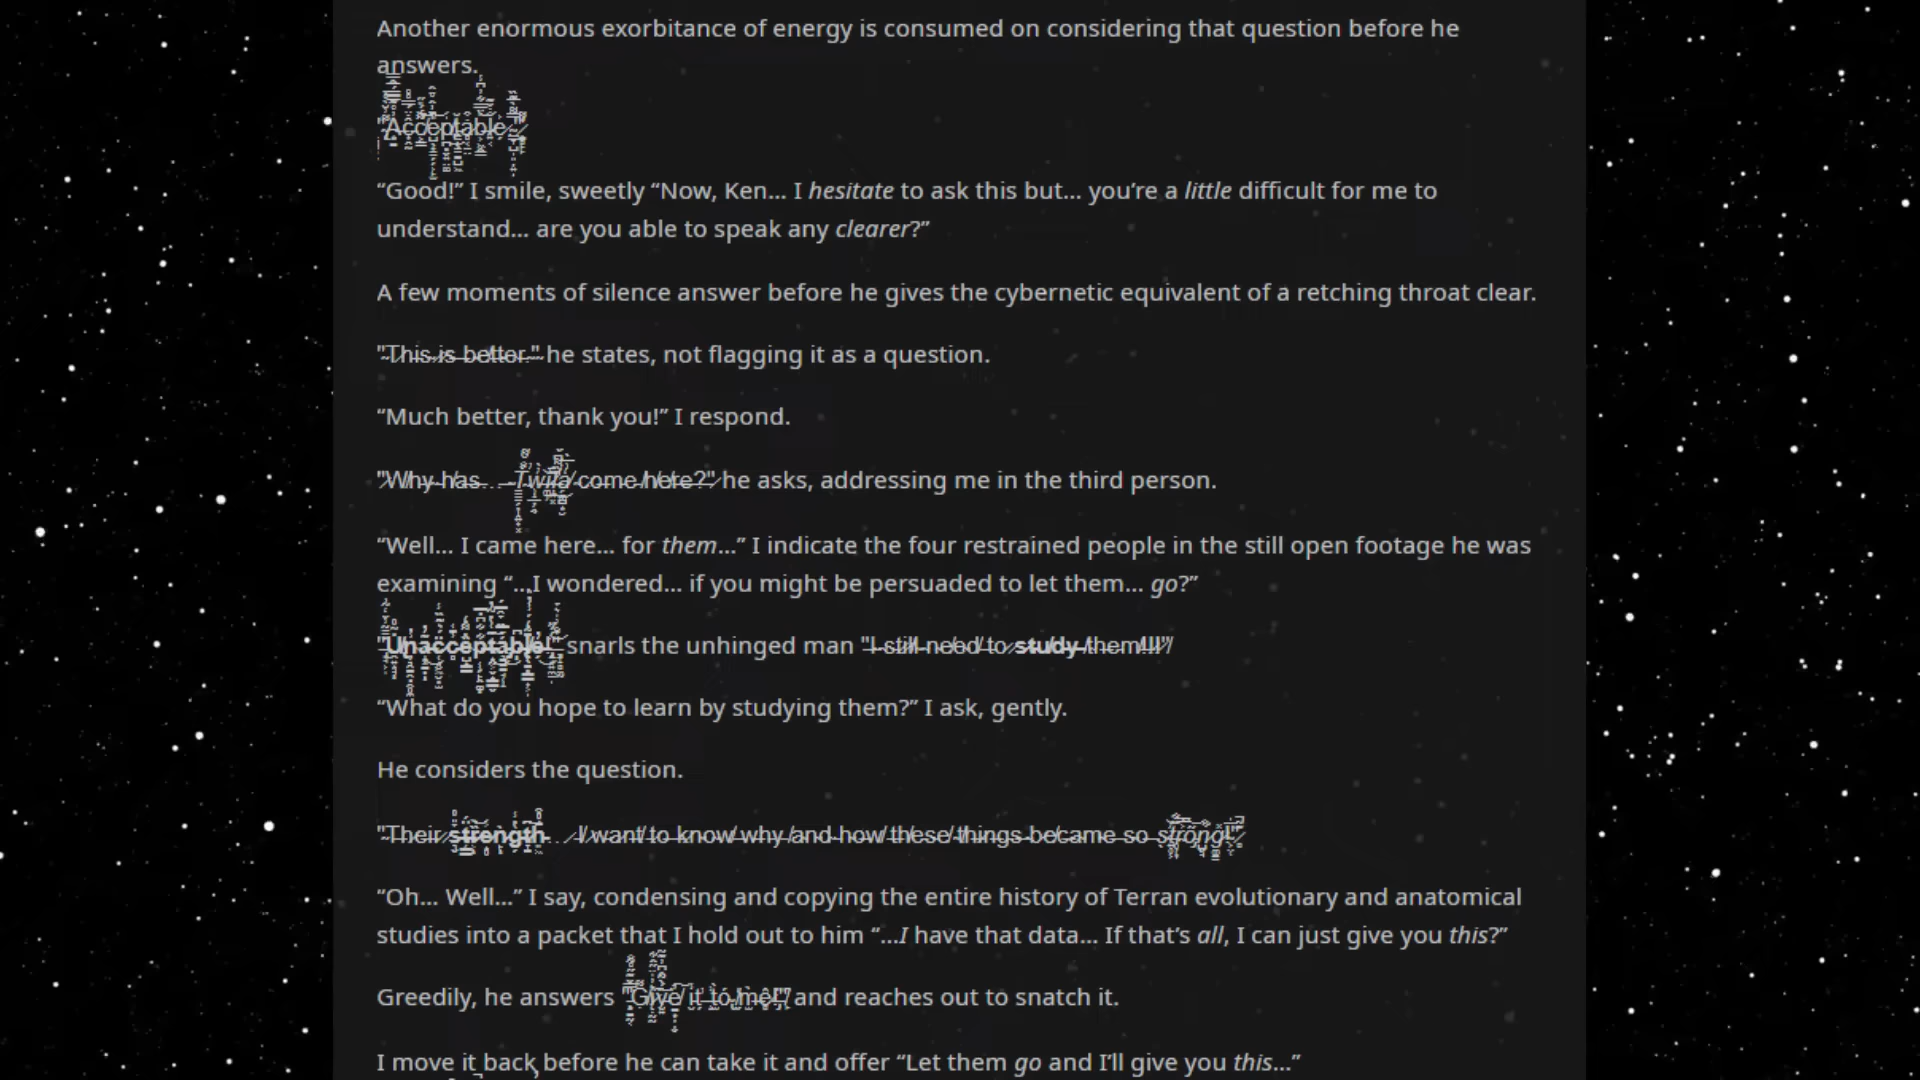 Another enormous exorbitance of energy is consumed on considering that question before he
answers.
"Acceptable."
“Good!” I smile, sweetly “Now, Ken... I hesitate to ask this but... you’re a little difficult for me to
understand... are you able to speak any clearer?”
A few moments of silence answer before he gives the cybernetic equivalent of a retching throat clear.
"This is better." he states, not flagging it as a question.
“Much better, thank you!” I respond.
"Why has... come here?" he asks, addressing me in the third person.
“Well... I came here... for them...” I indicate the four restrained people in the still open footage he was
examining “...I wondered... if you might be persuaded to let them... go?”
"Unacceptable!" snarls the unhinged man "I still need to study them!!!"
“What do you hope to learn by studying them?” I ask, gently.
He considers the question.
"Their strength... I want to know why and how these things became so strong!"
“Oh... Well...” I say, condensing and copying the entire history of Terran evolutionary and anatomical
studies into a packet that I hold out to him “...I have that data... If that’s all, I can just give you this?”
Greedily, he answers "Give it to me!" and reaches out to snatch it.
I move it back before he can take it and offer “Let them go and I’ll give you this...”